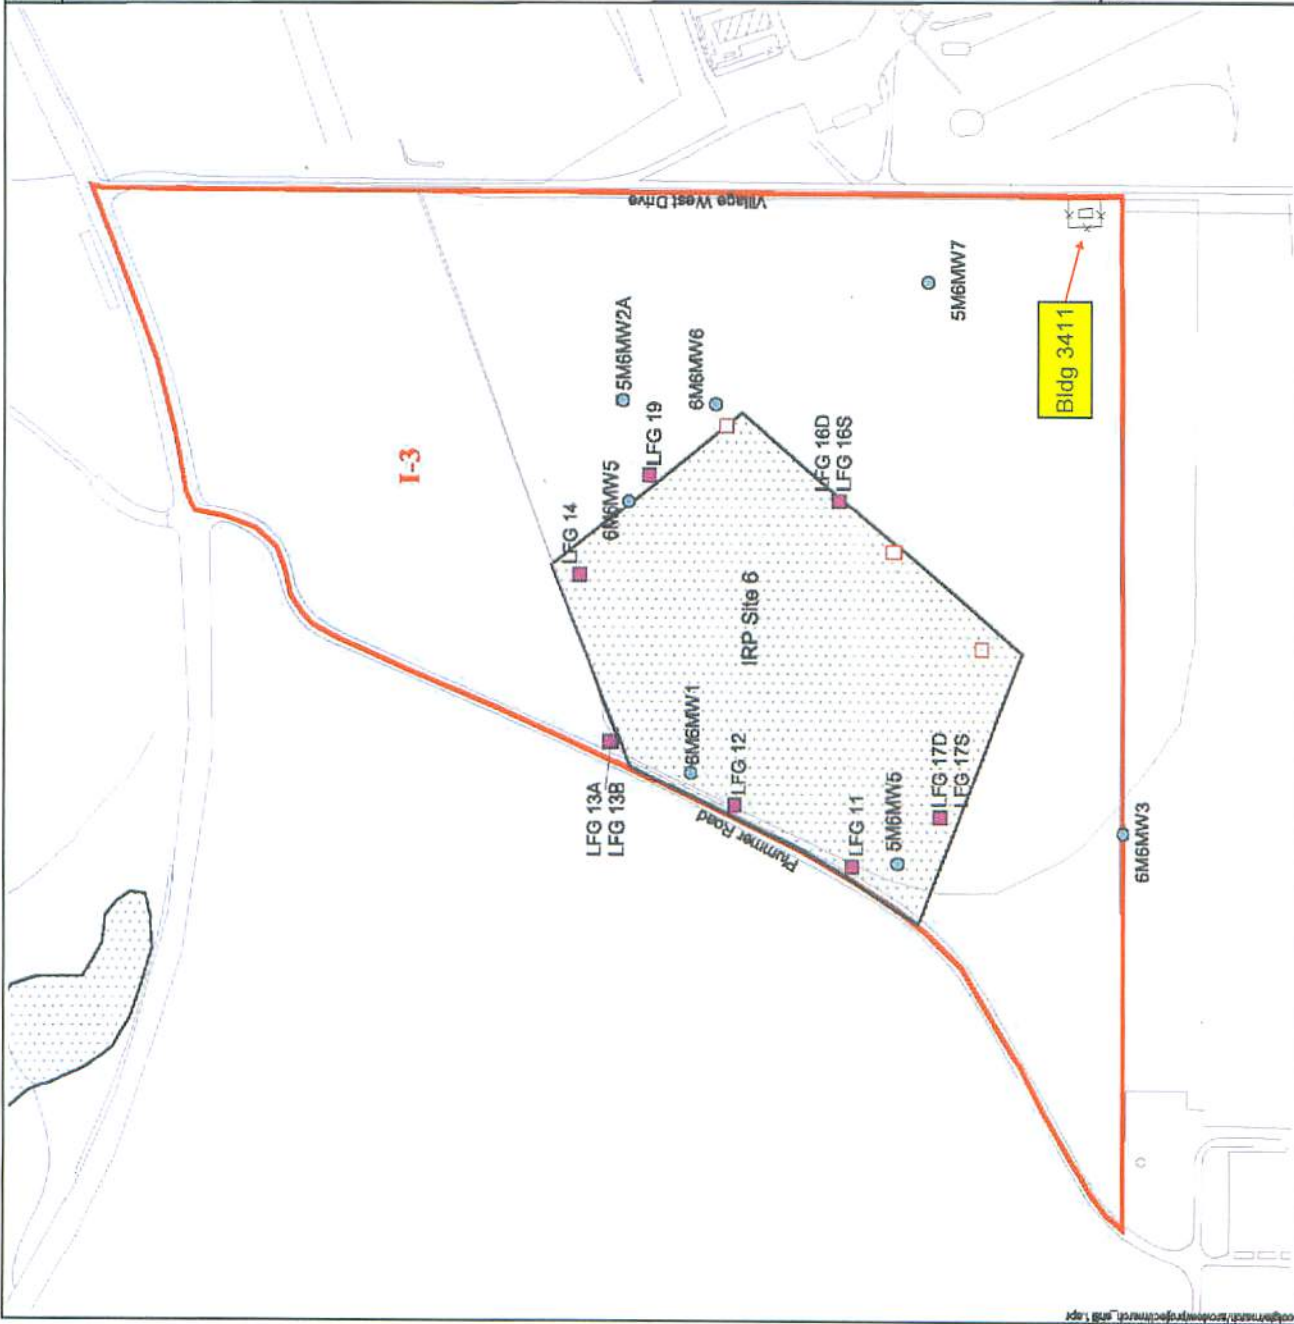 Village West Drive
I-3
5M6MW2A
6M6MW6
5M6MW7
Bldg 3411
LFG 19
6M6MW5
LFG 14
LFG 16D
LFG 16S
IRP Site 6
LFG 13A
LFG 13B
6M6MW1
LFG 12
Plummer Road
LFG 11
5M6MW5
LFG 17D
LFG 17S
6M6MW3